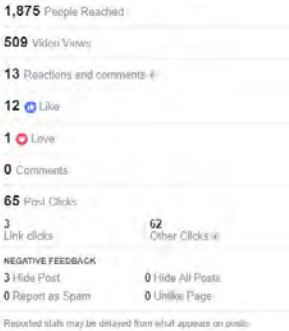 1,875 People Reached
509 Video Views
13 Reactions and comments
12 Like
1 Love
0 Comments
65 Post Clicks
3 62
Link clicks Other Clicks
NEGATIVE FEEDBACK
3 Hide Post 0 Hide All Posts
0 Report as Spam 0 Unlike Page
Reported stats may be delayed from what appears on posts